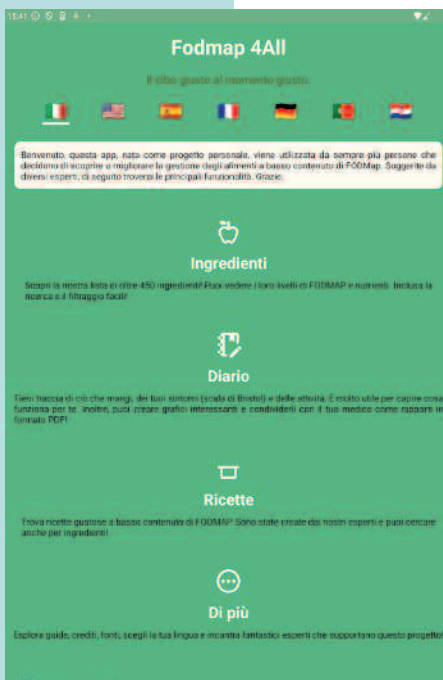 15:41
Fodmap 4All
Il cibo giusto al momento giusto.
Benvenuto, questa app, nata come progetto personale, viene utilizzata da sempre più persone che
decidono di scoprire o migliorare la gestione degli alimenti a basso contenuto di FODMap. Suggerite da
diversi esperti, di seguito troversi le principali funzionalità. Grazie.
Ingredienti
Scopri la nostra lista di oltre 450 ingredienti! Puoi vedere i loro livelli di FODMAP e nutrienti. Inclusa la
ricerca e il filtraggio facili!
Diario
Tieni traccia di ciò che mangi, dei tuoi sintomi (scala di Bristol) e delle attività. È molto utile per capire cosa
funziona per te. Inoltre, puoi creare grafici interessanti e condividerli con il tuo medico come rapporti in
formato PDF!
Ricette
Trova ricette gustose a basso contenuto di FODMAP. Sono state create dai nostri esperti e puoi cercare
anche per ingredienti!
Di più
Esplora guide, crediti, fonti, scegli la tua lingua e incontra fantastici esperti che supportano questo progetto!